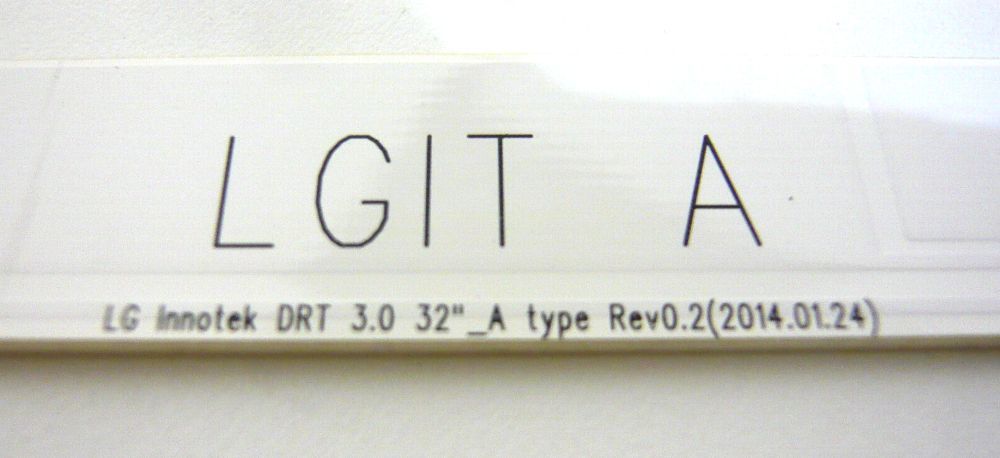 LGIT A
LG Innotek DRT 3.0 32"_A type Rev0.2(2014.01.24)